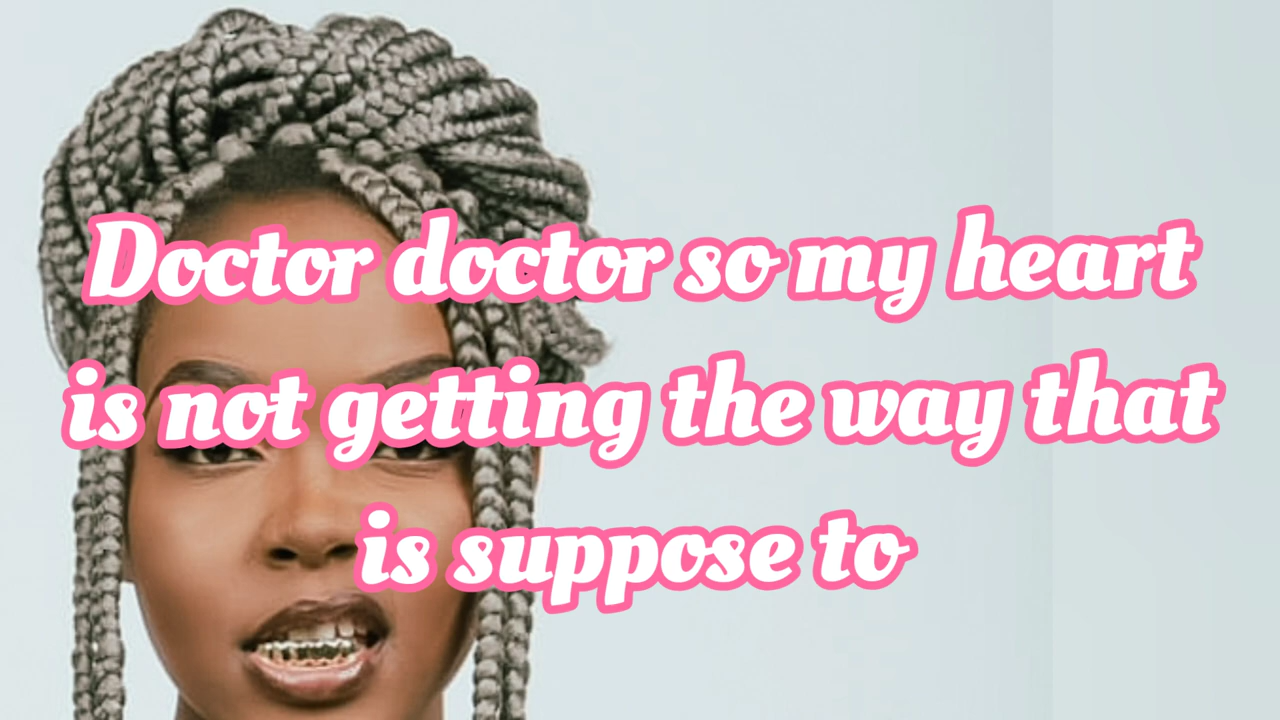 Doctor doctor so my heart
is not getting the way that
is suppose to